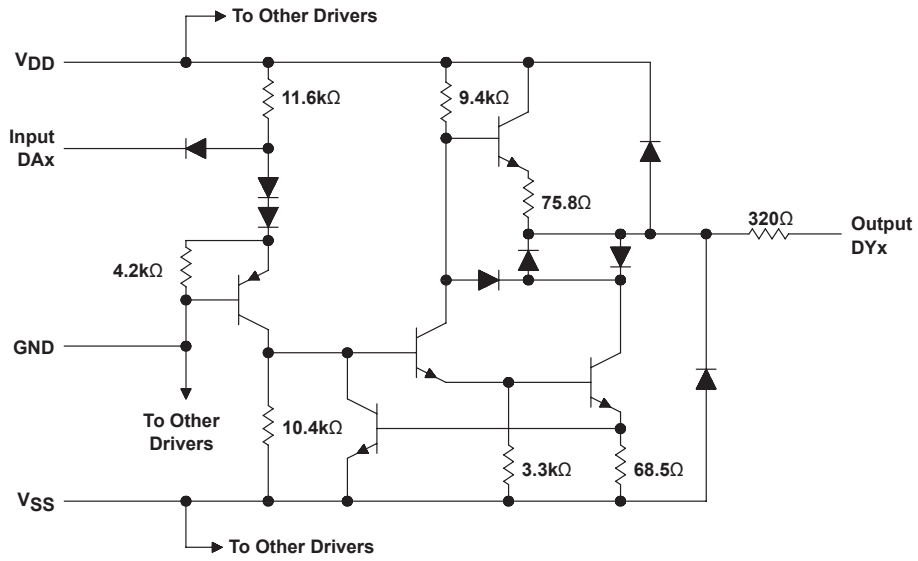 To Other Drivers
VDD
11.6kΩ
9.4kΩ
Input
DAx
75.8Ω
320Ω
Output
DYx
4.2kΩ
GND
To Other
Drivers
10.4kΩ
3.3kΩ
68.5Ω
VSS
To Other Drivers